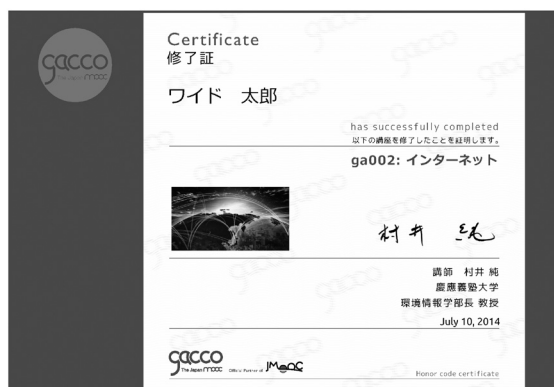 gacco
The Japan MOOC
Certificate
修了証
ワイド 太郎
has successfully completed
以下の講座を修了したことを証明します。
ga002: インターネット
村井 純
講師 村井 純
慶應義塾大学
環境情報学部長 教授
July 10, 2014
gacco
The Japan MOOC
Official Partner of JMOOC
Honor code certificate